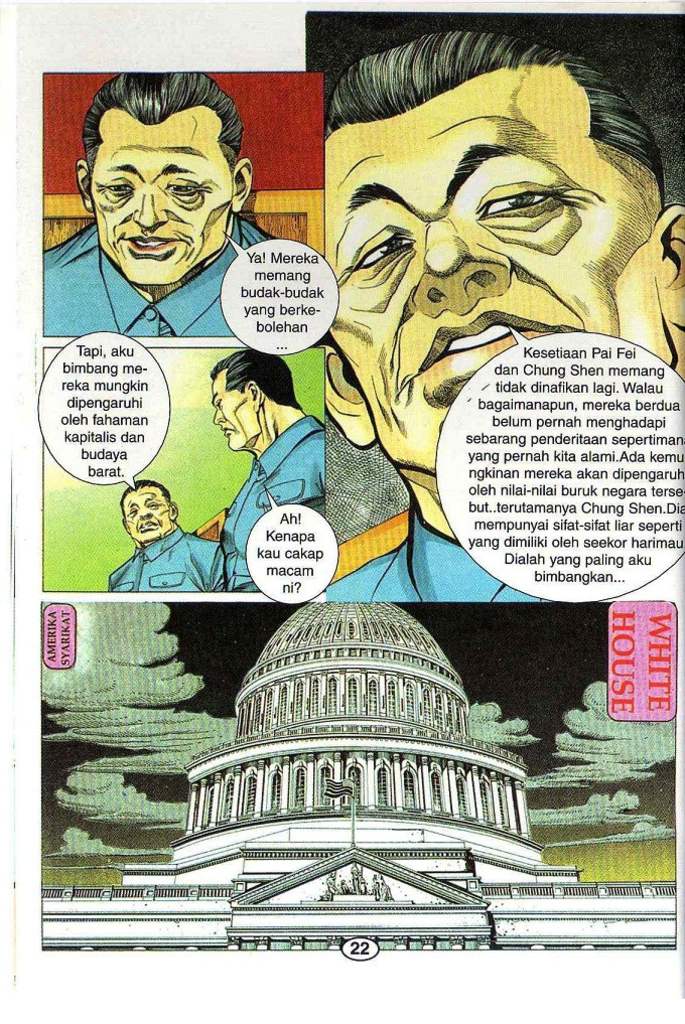 Ya! Mereka
memang
budak-budak
yang berke-
bolehan
...
Tapi, aku
bimbang me-
reka mungkin
dipengaruhi
oleh fahaman
kapitalis dan
budaya
barat.
Ah!
Kenapa
kau cakap
macam
ni?
Kesetiaan Pai Fei
dan Chung Shen memang
tidak dinafikan lagi. Walau
bagaimanapun, mereka berdua
belum pernah menghadapi
sebarang penderitaan sepertiman
yang pernah kita alami.Ada kemu
ngkinan mereka akan dipengaruh
oleh nilai-nilai buruk negara terse-
but..terutamanya Chung Shen.Dia
mempunyai sifat-sifat liar seperti
yang dimiliki oleh seekor harimau
Dialah yang paling aku
bimbangkan...
AMERIKA
SYARIKAT
WHITE
HOUSE
22